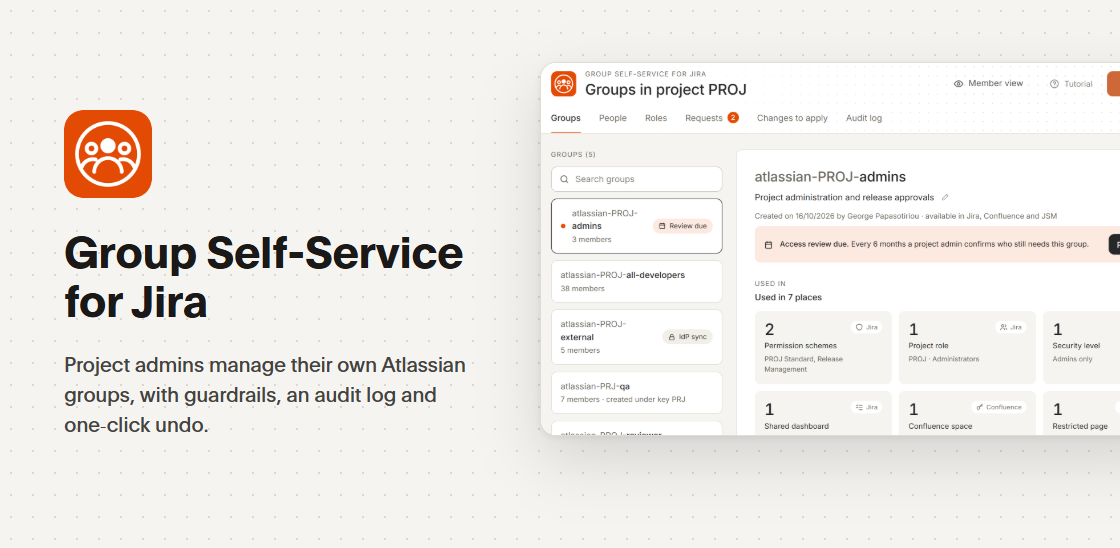 Group Self-Service
for Jira
Project admins manage their own Atlassian
groups, with guardrails, an audit log and
one-click undo.
GROUP SELF-SERVICE FOR JIRA
Groups in project PROJ
Member view
Tutorial
Groups
People
Roles
Requests 2
Changes to apply
Audit log
GROUPS (5)
Search groups
atlassian-PROJ-
admins
3 members
Review due
atlassian-PROJ-all-developers
38 members
atlassian-PROJ-
external
5 members
IdP sync
atlassian-PRJ-qa
7 members · created under key PRJ
atlassian-PROJ-admins
Project administration and release approvals
Created on 16/10/2026 by George Papasotiriou · available in Jira, Confluence and JSM
Access review due. Every 6 months a project admin confirms who still needs this group.
USED IN
Used in 7 places
2
Jira
Permission schemes
PROJ Standard, Release
Management
1
Jira
Project role
PROJ · Administrators
1
Security level
Admins only
1
Jira
Shared dashboard
1
Confluence
Confluence space
1
Restricted page